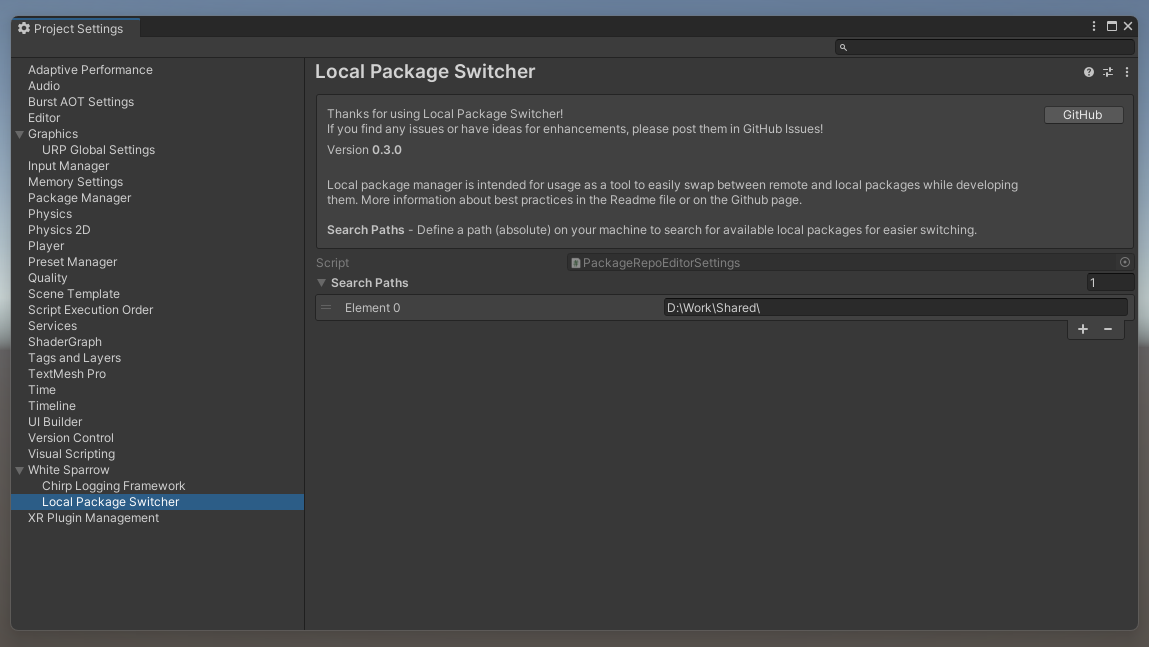 Project Settings
Adaptive Performance
Audio
Burst AOT Settings
Editor
Graphics
URP Global Settings
Input Manager
Memory Settings
Package Manager
Physics
Physics 2D
Player
Preset Manager
Quality
Scene Template
Script Execution Order
Services
ShaderGraph
Tags and Layers
TextMesh Pro
Time
Timeline
UI Builder
Version Control
Visual Scripting
White Sparrow
Chirp Logging Framework
Local Package Switcher
XR Plugin Management
Local Package Switcher
Thanks for using Local Package Switcher!
If you find any issues or have ideas for enhancements, please post them in GitHub Issues!
GitHub
Version 0.3.0
Local package manager is intended for usage as a tool to easily swap between remote and local packages while developing
them. More information about best practices in the Readme file or on the Github page.
Search Paths - Define a path (absolute) on your machine to search for available local packages for easier switching.
Script PackageRepoEditorSettings
Search Paths 1
Element 0 D:\Work\Shared\